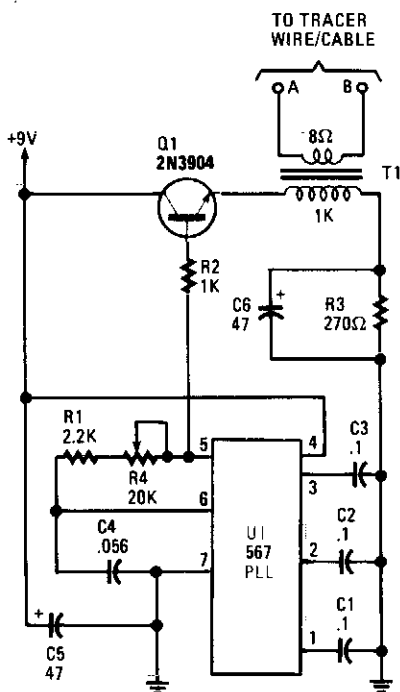 TO TRACER
WIRE/CABLE
A B
8Ω
T1
1K
+9V
Q1
2N3904
R2
1K
C6
47
+
R3
270Ω
R1
2.2K
R4
20K
5
4
C3
.1
3
6
C4
.056
7
U1
567
PLL
C2
.1
2
C1
.1
1
+
C5
47